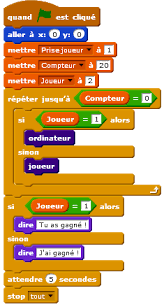 quand est cliqué
aller à x: 0 y: 0
mettre Prise joueur à 1
mettre Compteur à 20
mettre Joueur à 2
répéter jusqu'à Compteur = 0
si Joueur = 1 alors
ordinateur
sinon
joueur
si Joueur = 1 alors
dire Tu as gagné !
sinon
dire J'ai gagné !
attendre 5 secondes
stop tout